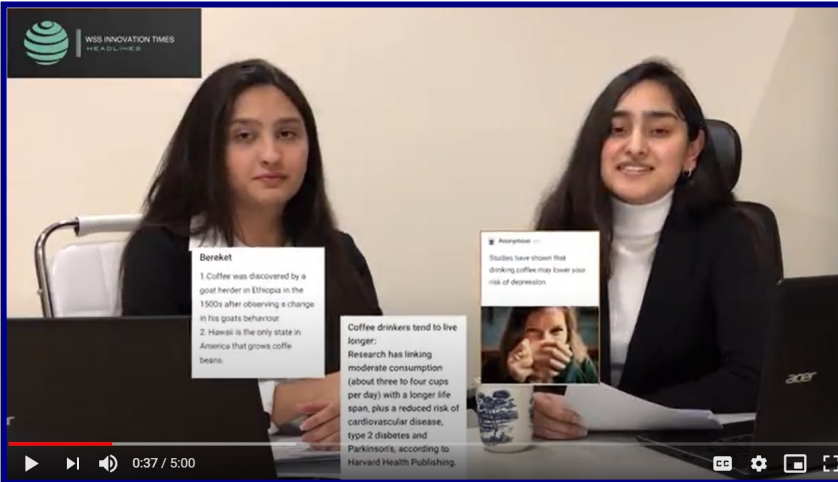 WSS INNOVATION TIMES
HEADLINES
Bereket
1.Coffee was discovered by a
goat herder in Ethiopia in the
1500s after observing a change
in his goats behaviour.
2. Hawaii is the only state in
America that grows coffe
beans.
Coffee drinkers tend to live
longer:
Research has linking
moderate consumption
(about three to four cups
per day) with a longer life
span, plus a reduced risk of
cardiovascular disease,
type 2 diabetes and
Parkinson's, according to
Harvard Health Publishing.
Anonymous
Studies have shown that
drinking coffee may lower your
risk of depression
acer
0:37 / 5:00
CC